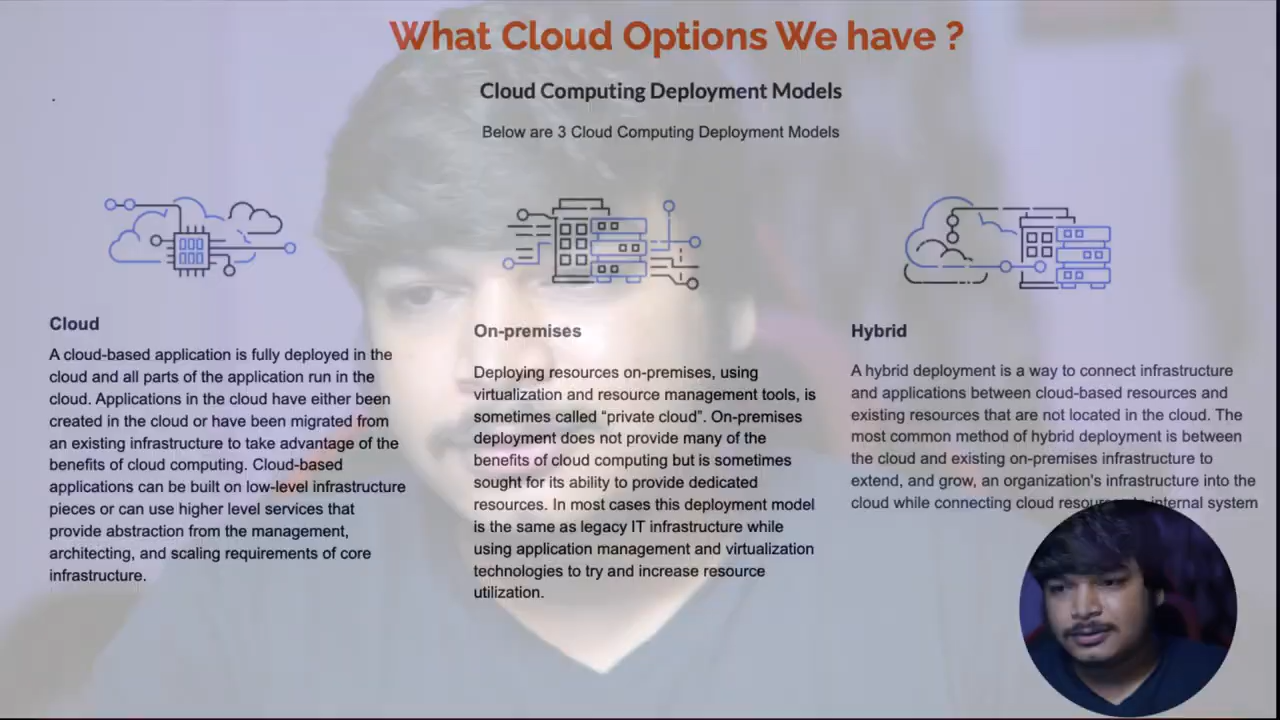 What Cloud Options We have ?
Cloud Computing Deployment Models
Below are 3 Cloud Computing Deployment Models
Cloud
A cloud-based application is fully deployed in the
cloud and all parts of the application run in the
cloud. Applications in the cloud have either been
created in the cloud or have been migrated from
an existing infrastructure to take advantage of the
benefits of cloud computing. Cloud-based
applications can be built on low-level infrastructure
pieces or can use higher level services that
provide abstraction from the management,
architecting, and scaling requirements of core
infrastructure.
On-premises
Deploying resources on-premises, using
virtualization and resource management tools, is
sometimes called “private cloud”. On-premises
deployment does not provide many of the
benefits of cloud computing but is sometimes
sought for its ability to provide dedicated
resources. In most cases this deployment model
is the same as legacy IT infrastructure while
using application management and virtualization
technologies to try and increase resource
utilization.
Hybrid
A hybrid deployment is a way to connect infrastructure
and applications between cloud-based resources and
existing resources that are not located in the cloud. The
most common method of hybrid deployment is between
the cloud and existing on-premises infrastructure to
extend, and grow, an organization's infrastructure into the
cloud while connecting cloud internal system